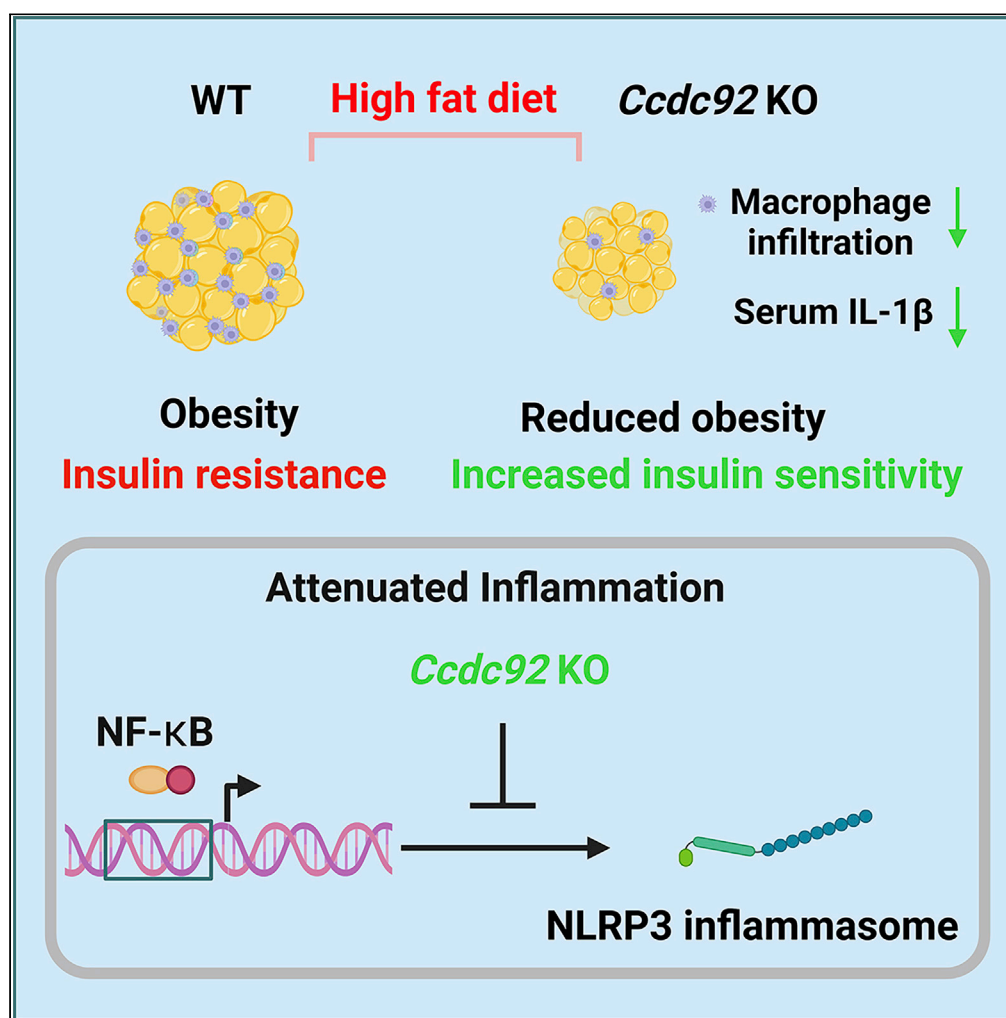 WT High fat diet Ccdc92 KO
Macrophage
infiltration
Serum IL-1β
Obesity
Insulin resistance
Reduced obesity
Increased insulin sensitivity
Attenuated Inflammation
Ccdc92 KO
NF-κB
NLRP3 inflammasome